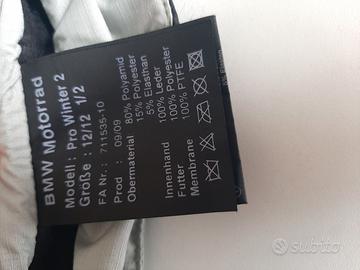 BMW Motorrad
Modell : Pro Winter 2
Größe : 12/12 1/2
FA Nr.: 711535-10
Prod : 09/09
Obermaterial 80% Polyamid
15% Polyester
5% Elasthan
Innenhand 100% Leder
Futter 100% Polyester
Membrane 100% PTFE
subito